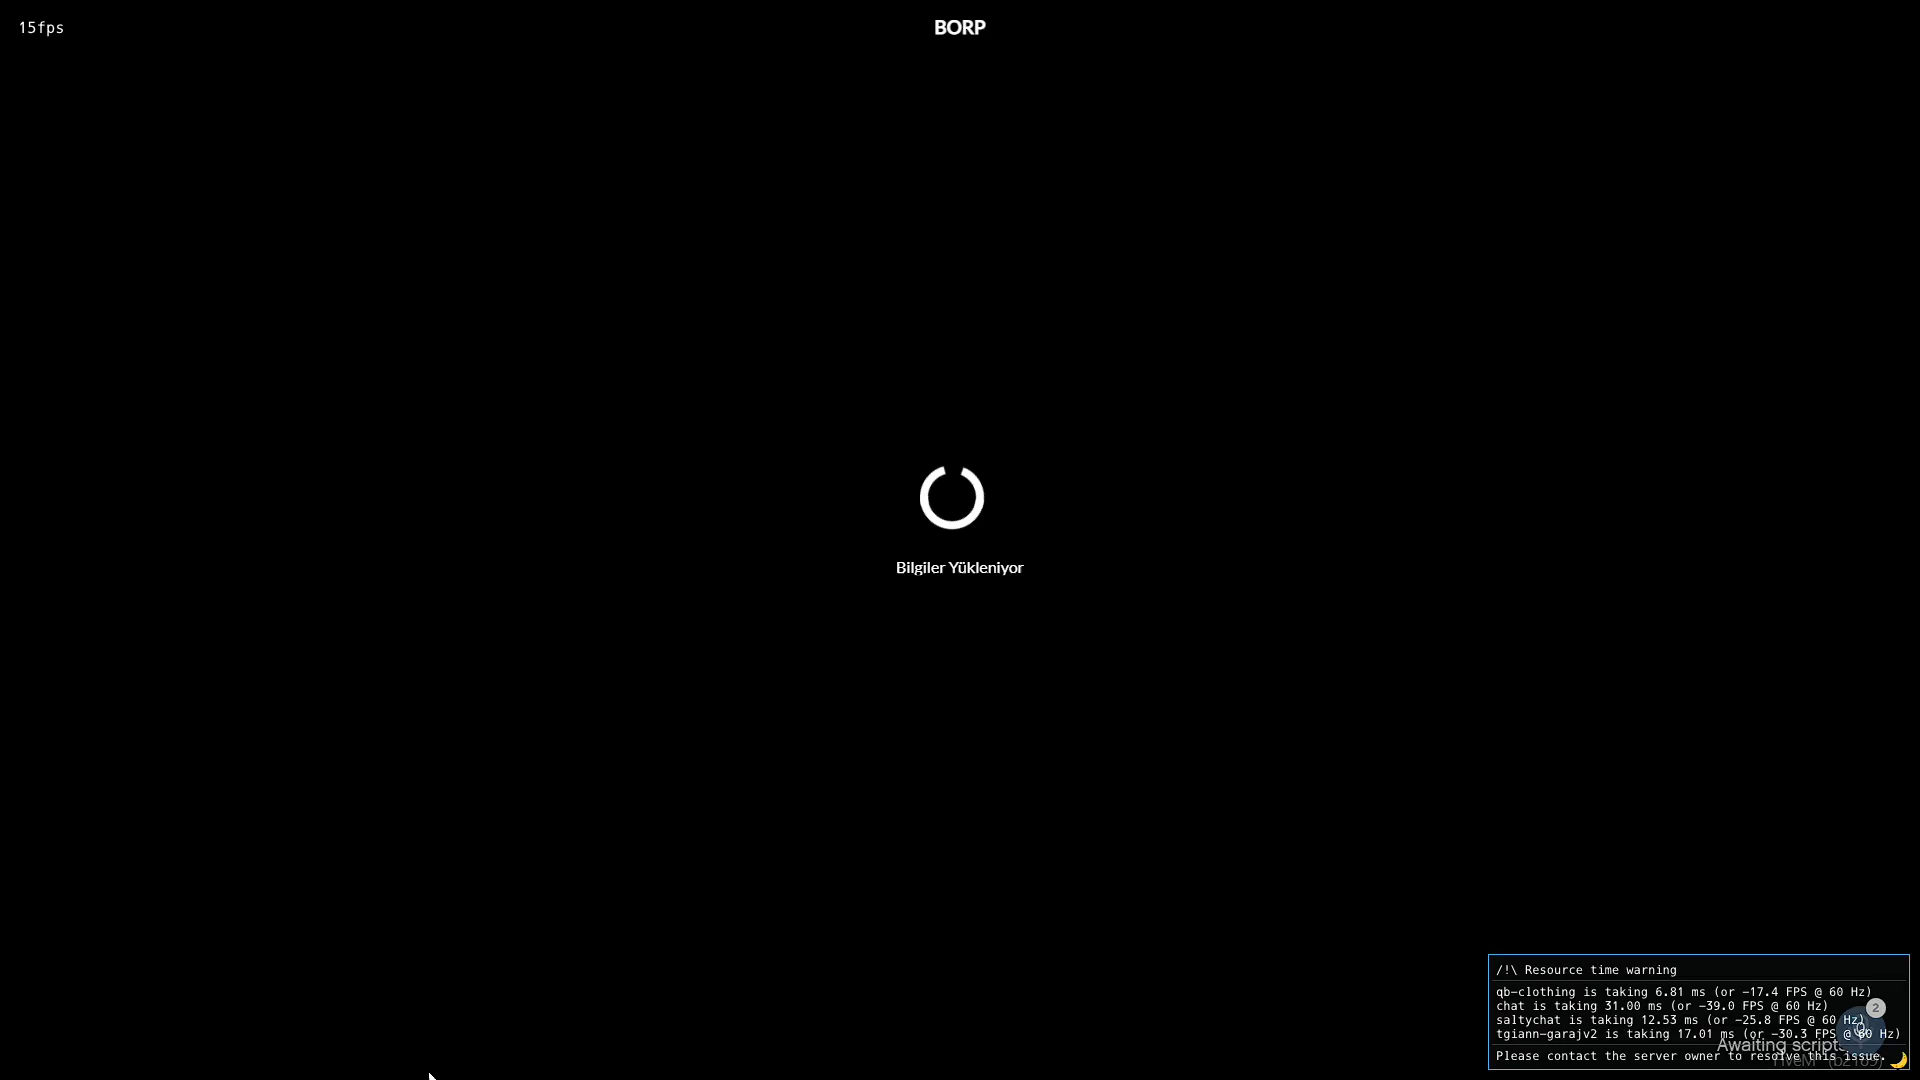 15fps
BORP
Bilgiler Yükleniyor
/!\ Resource time warning
qb-clothing is taking 6.81 ms (or -17.4 FPS @ 60 Hz)
chat is taking 31.00 ms (or -39.0 FPS @ 60 Hz)
2
saltychat is taking 12.53 ms (or -25.8 FPS @ 60 Hz)
tgiann-garajv2 is taking 17.01 ms (or -30.3 FPS @ 60 Hz)
Awaiting scripts
Please contact the server owner to resolve this issue.
FiveM (b2189)